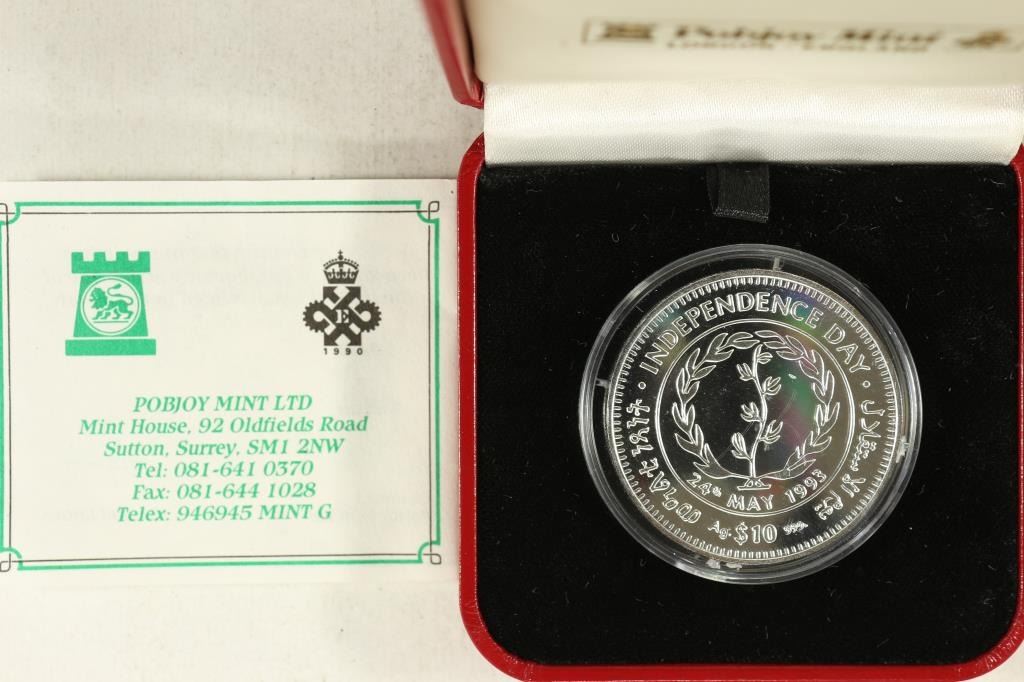 Pobjoy Mint
1990
POBJOY MINT LTD
Mint House, 92 Oldfields Road
Sutton, Surrey, SM1 2NW
Tel: 081-641 0370
Fax: 081-644 1028
Telex: 946945 MINT G
· INDEPENDENCE DAY ·
24th MAY 1993
Ag. $10 .999